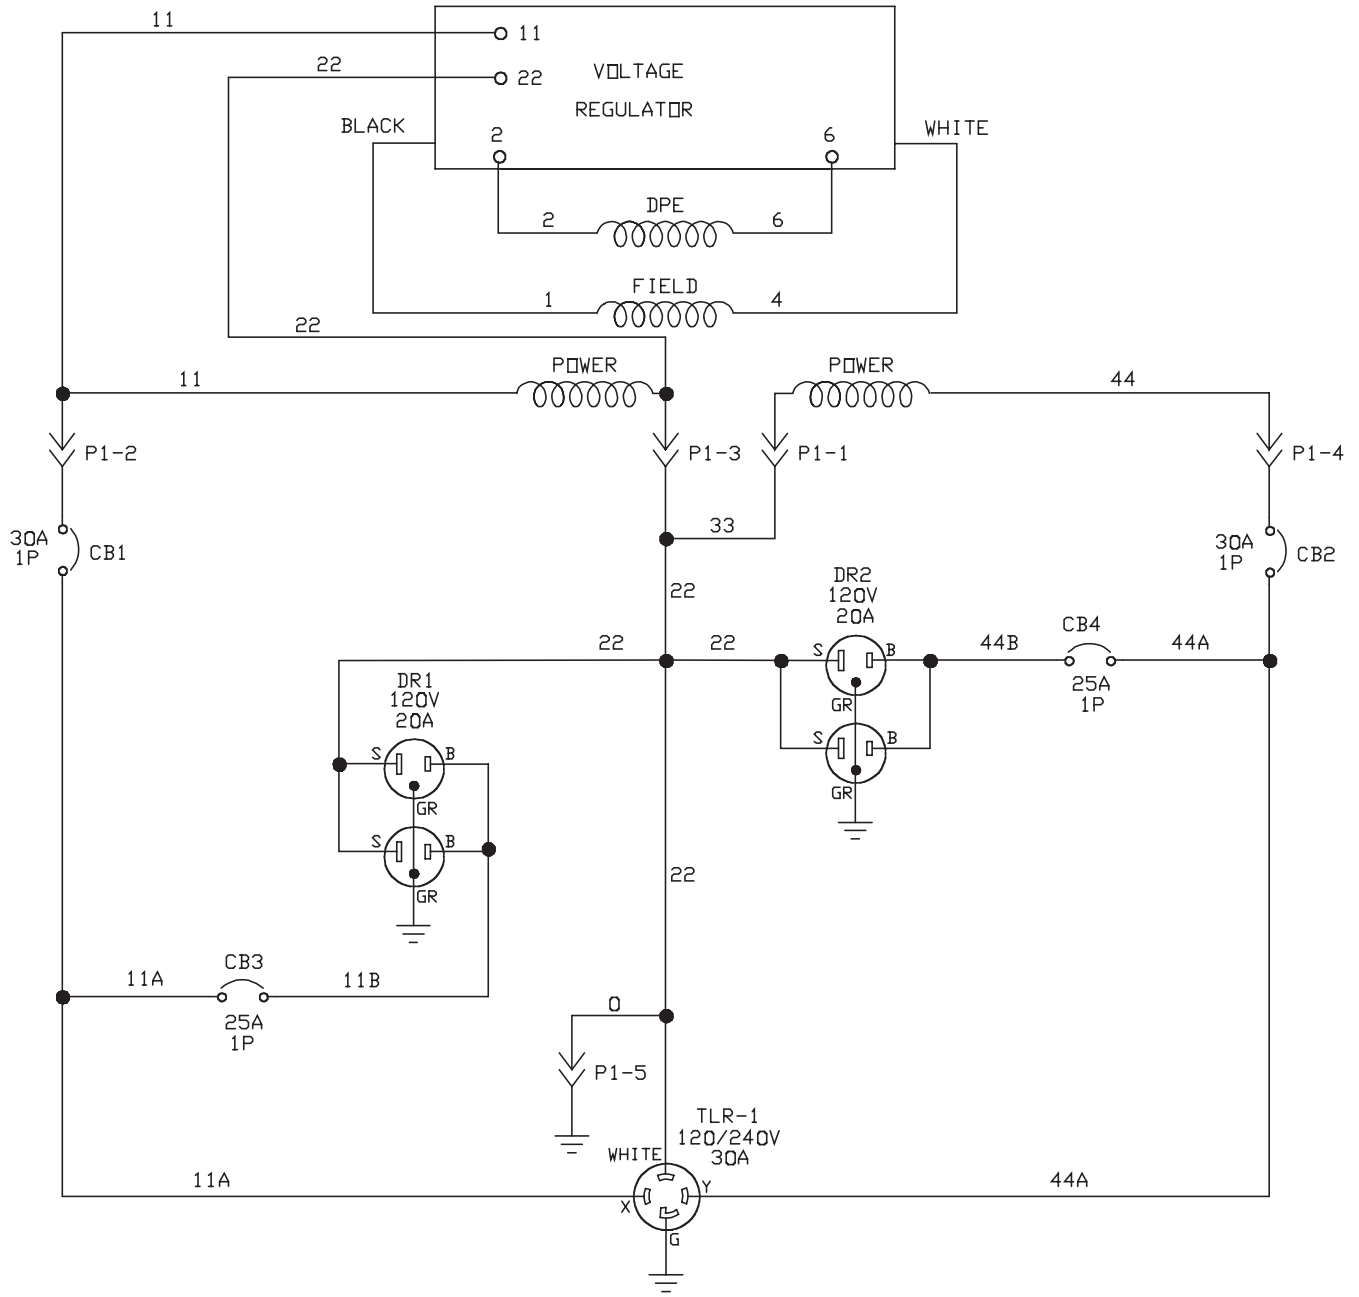 11
11
22
22
VOLTAGE
REGULATOR
BLACK
WHITE
2
6
DPE
2
6
FIELD
1
4
22
POWER
POWER
11
44
P1-2
P1-3
P1-1
P1-4
33
30A
1P
CB1
30A
1P
CB2
22
DR2
120V
20A
22
22
S
B
44B
CB4
44A
25A
1P
GR
DR1
120V
20A
S
B
GR
S
B
GR
S
B
GR
22
11A
CB3
11B
25A
1P
0
P1-5
TLR-1
120/240V
30A
WHITE
11A
X
Y
44A
G